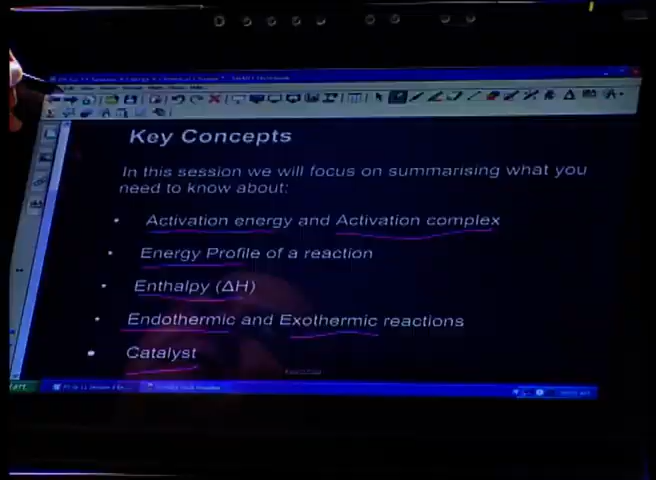 Key Concepts
In this session we will focus on summarising what you
need to know about:
• Activation energy and Activation complex
• Energy Profile of a reaction
• Enthalpy (ΔH)
• Endothermic and Exothermic reactions
• Catalyst